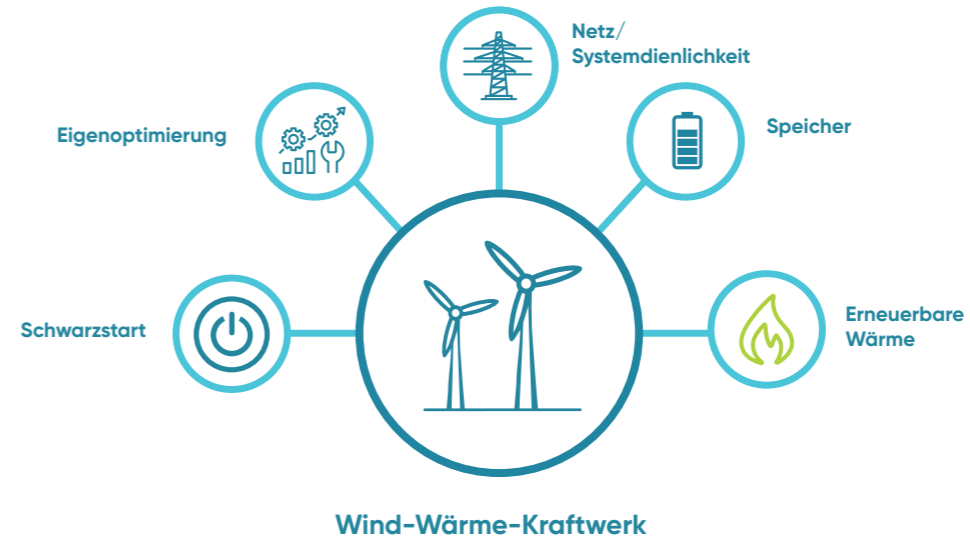 Netz/
Systemdienlichkeit
Eigenoptimierung
Speicher
Schwarzstart
Erneuerbare
Wärme
Wind-Wärme-Kraftwerk